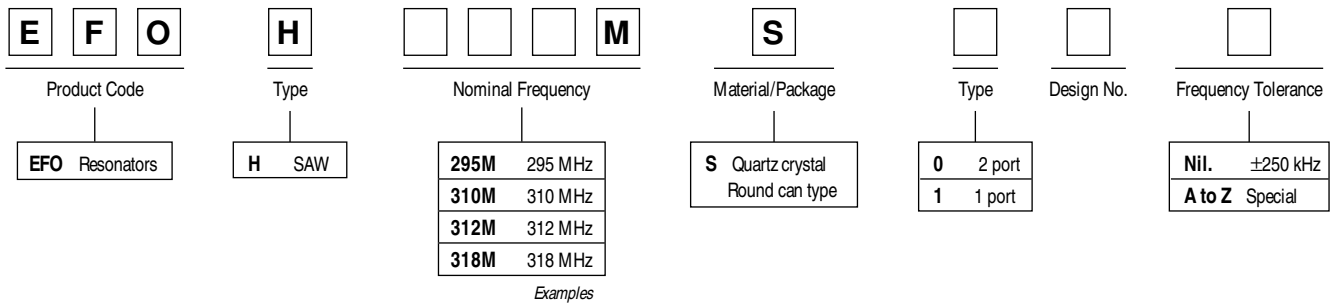 E F O H M S
Product Code Type Nominal Frequency Material/Package Type Design No. Frequency Tolerance
EFO Resonators H SAW 295M 295 MHz S Quartz crystal 0 2 port Nil. ±250 kHz
310M 310 MHz Round can type 1 1 port A to Z Special
312M 312 MHz
318M 318 MHz
Examples